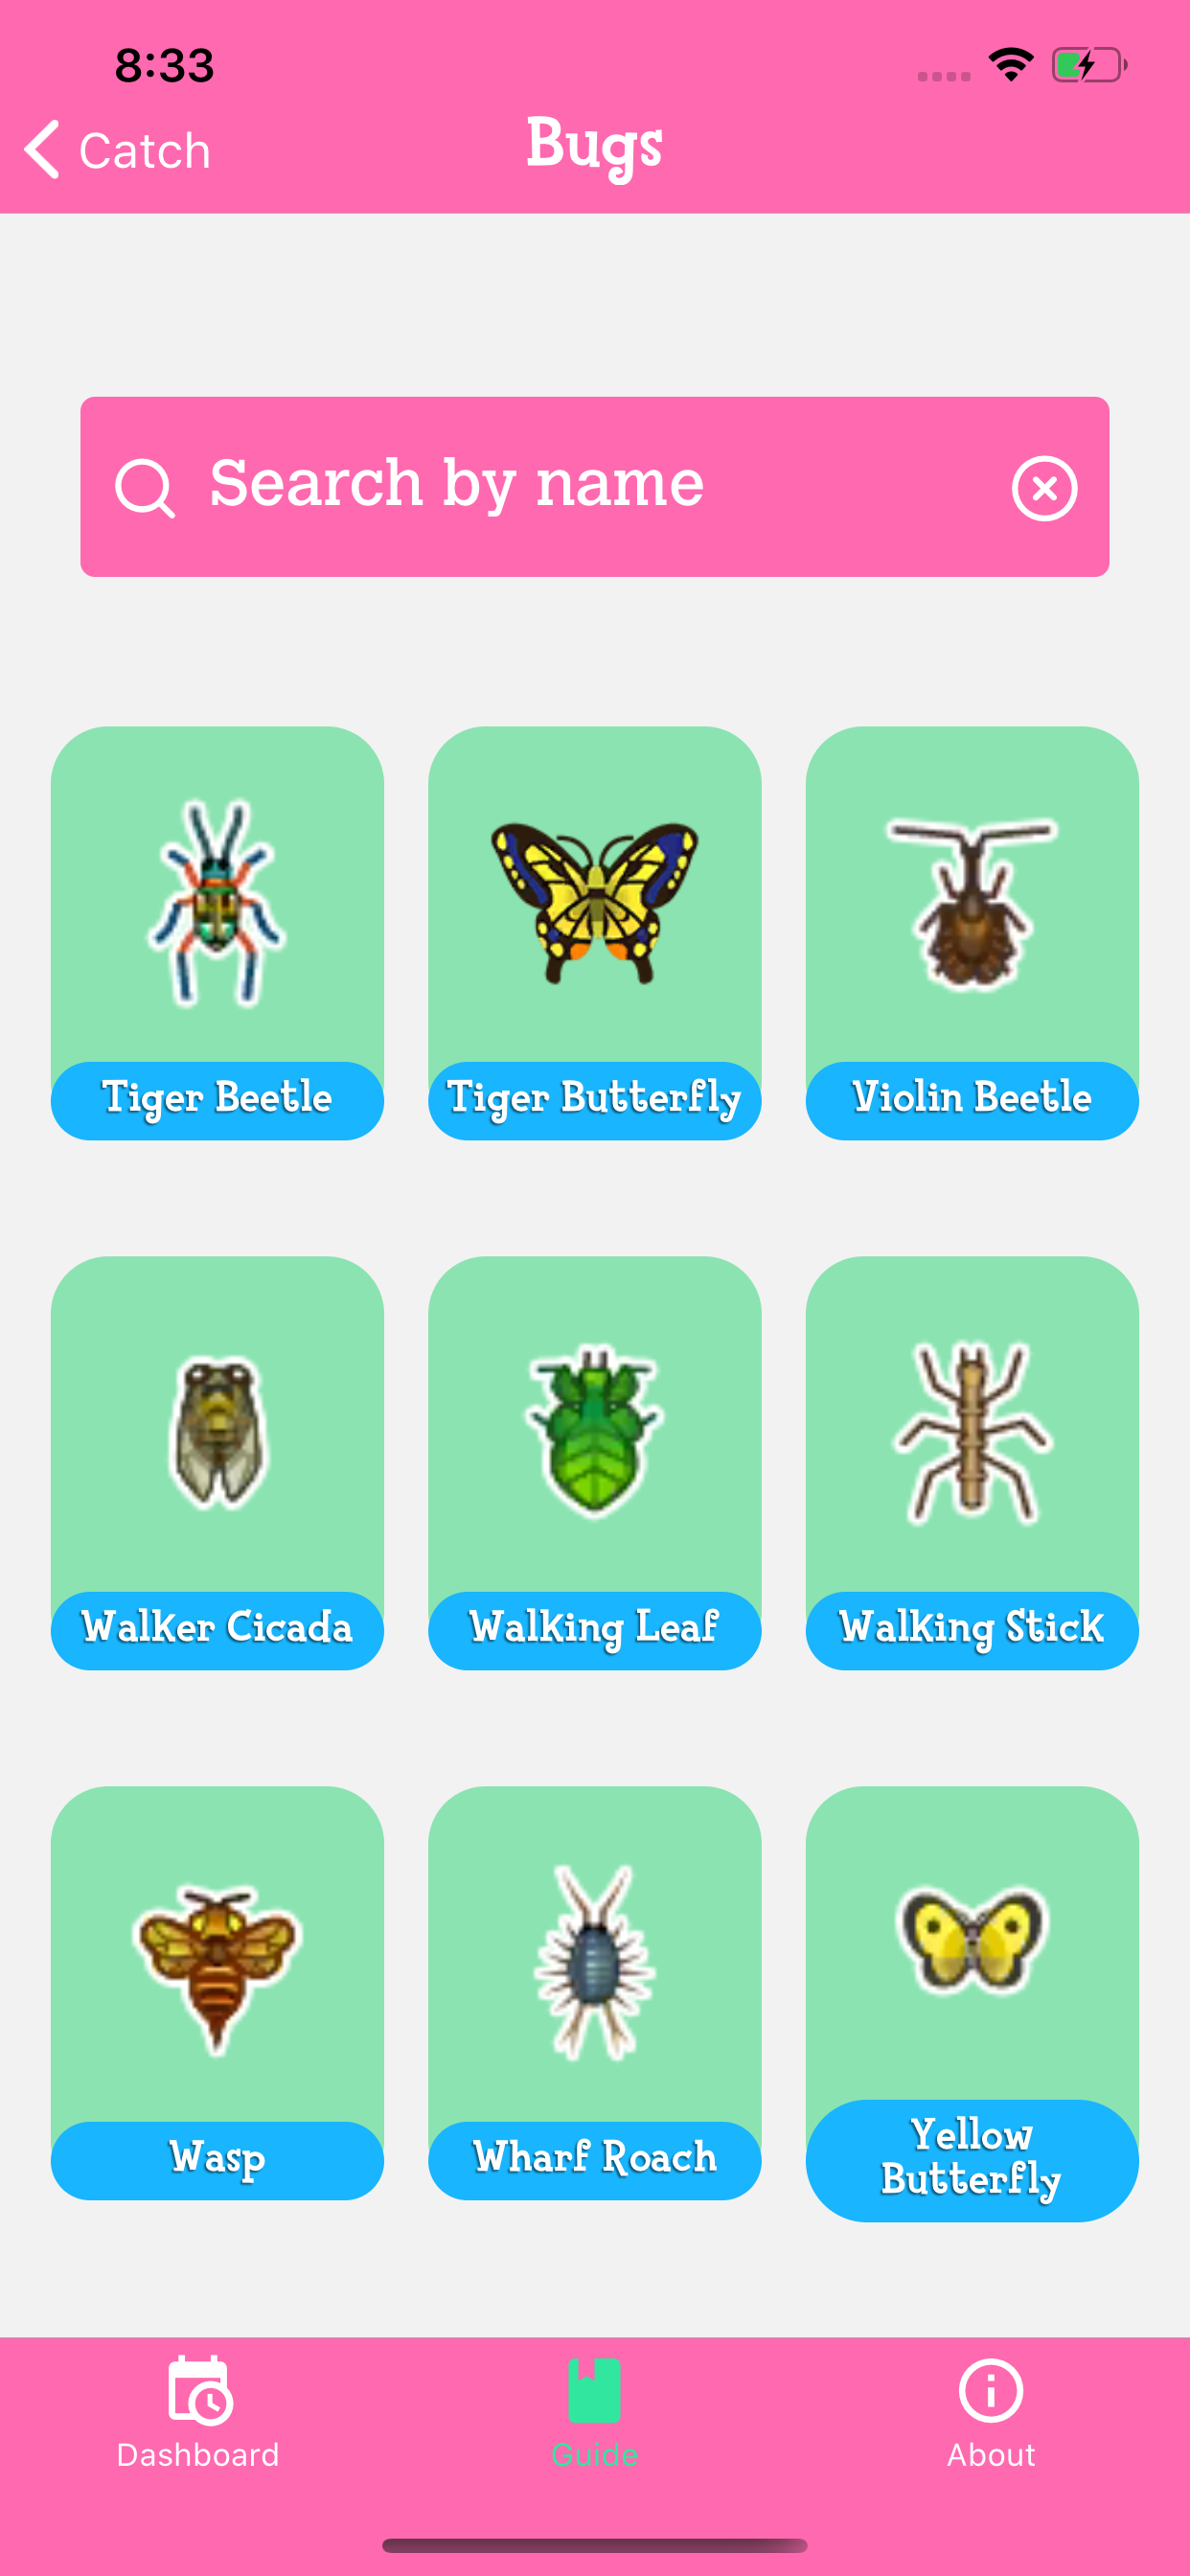 8:33
Catch
Bugs
Search by name
Tiger Beetle
Tiger Butterfly
Violin Beetle
Walker Cicada
Walking Leaf
Walking Stick
Wasp
Wharf Roach
Yellow
Butterfly
Dashboard
Guide
About